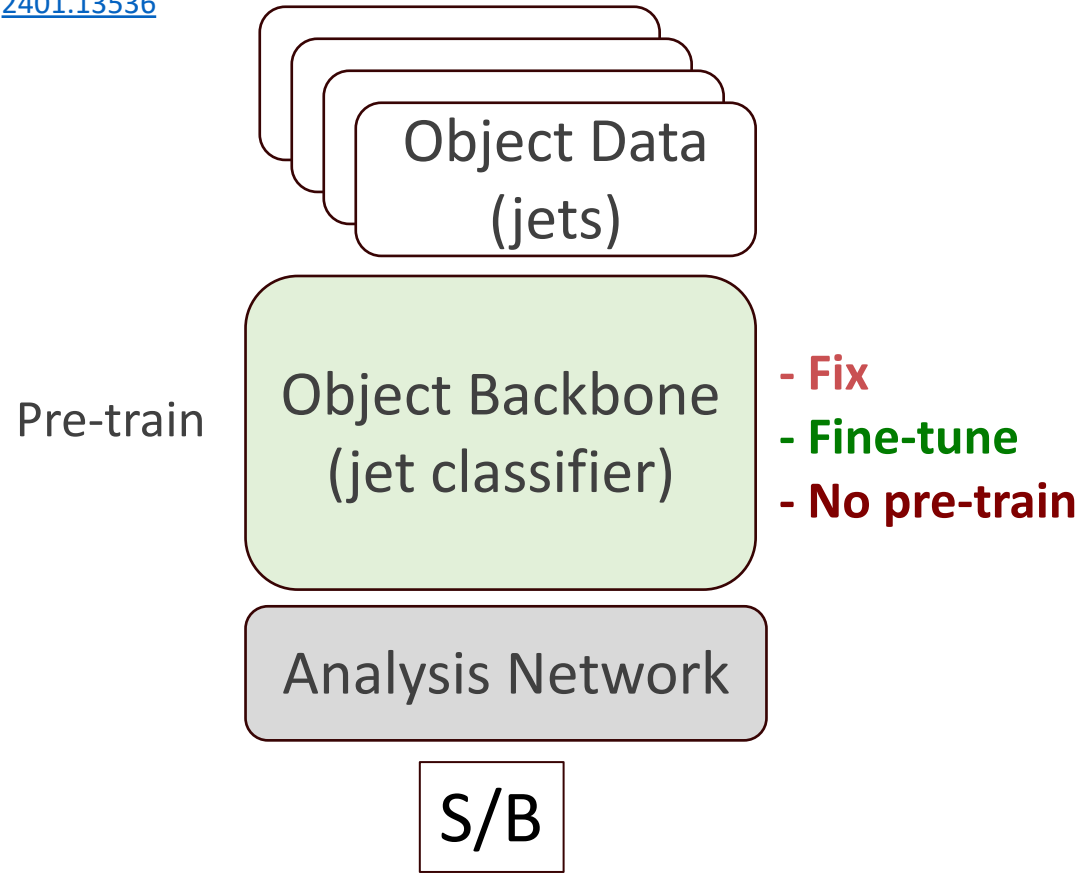 2401.13536
Object Data
(jets)
Pre-train
Object Backbone
(jet classifier)
- Fix
- Fine-tune
- No pre-train
Analysis Network
S/B